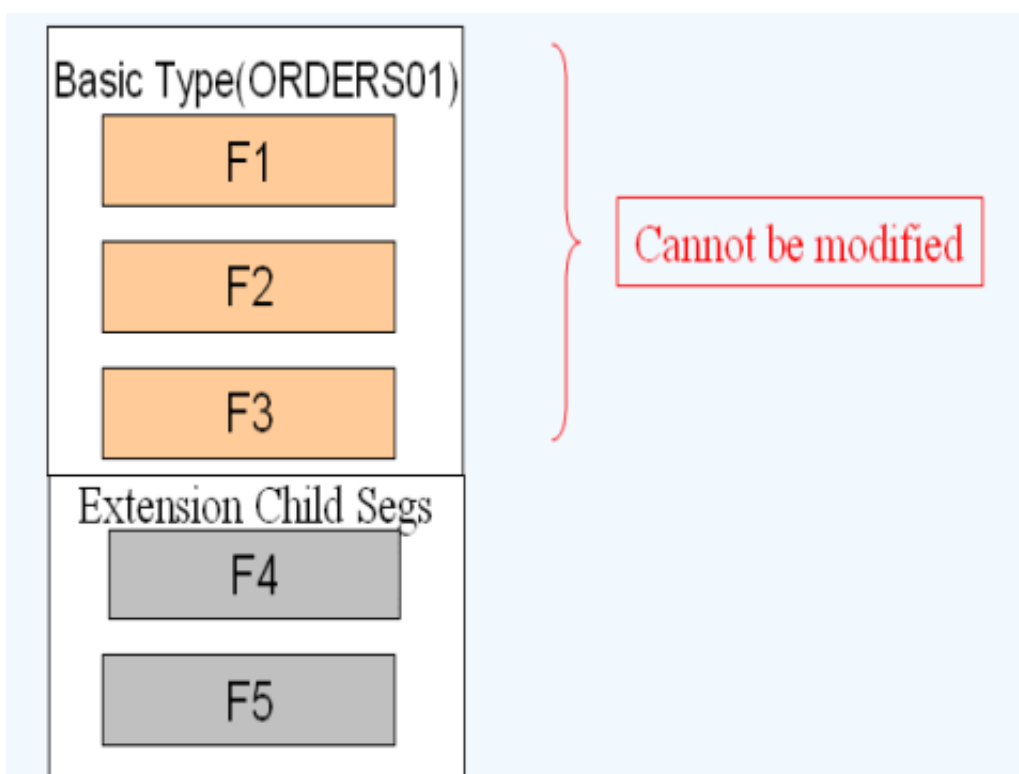 Basic Type(ORDERS01)
F1
F2
F3
Cannot be modified
Extension Child Segs
F4
F5